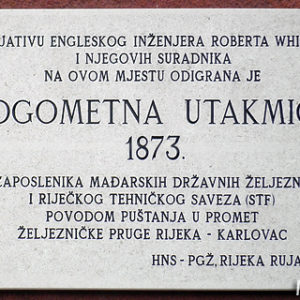 JATIVU ENGLESKOG INŽENJERA ROBERTA WHI
I NJEGOVIH SURADNIKA
NA OVOM MJESTU ODIGRANA JE
OGOMETNA UTAKMIC
1873.
ZAPOSLENIKA MAĐARSKIH DRŽAVNIH ŽELJEZN
I RIJEČKOG TEHNIČKOG SAVEZA (STF)
POVODOM PUŠTANJA U PROMET
ŽELJEZNIČKE PRUGE RIJEKA - KARLOVAC
HNS - PGŽ, RIJEKA RUJA